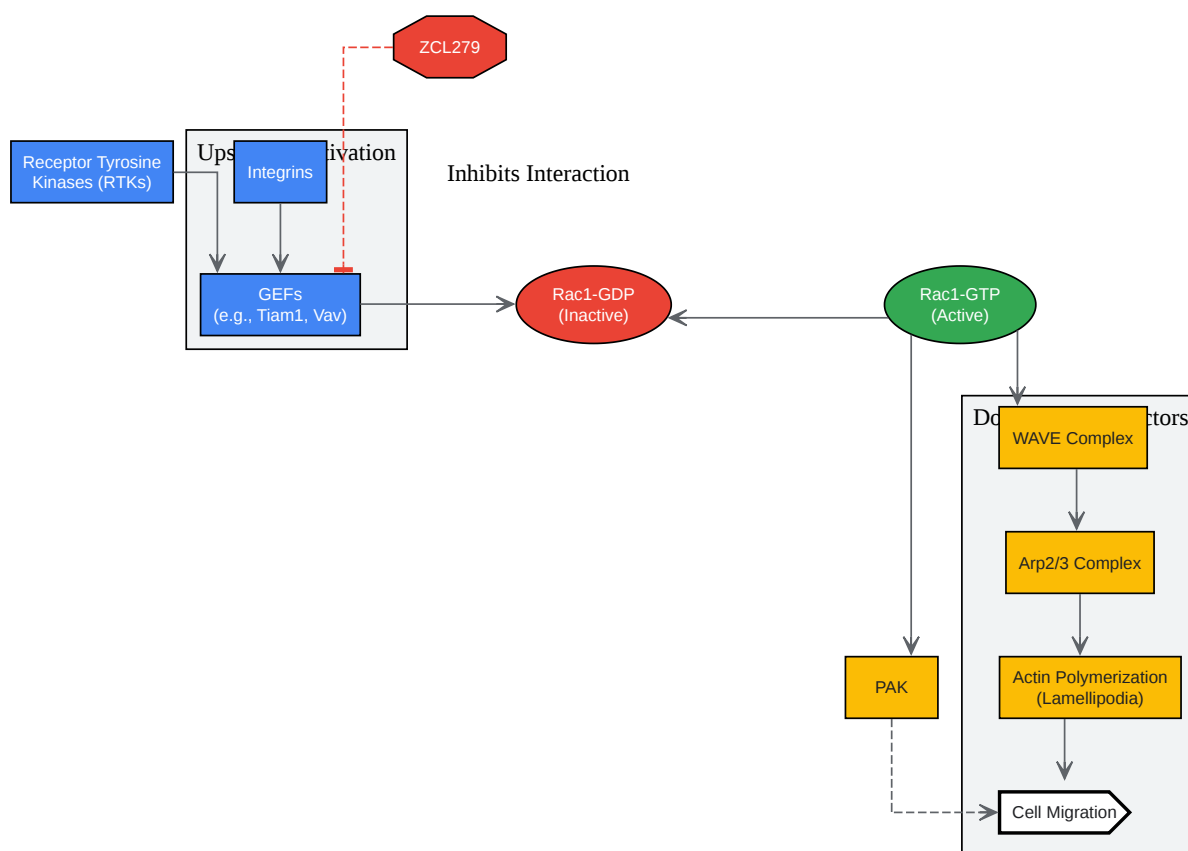 ZCL279
Receptor Tyrosine
Kinases (RTKs)
Integrins
Inhibits Interaction
GEFs
(e.g., Tiam1, Vav)
Rac1-GDP
(Inactive)
Rac1-GTP
(Active)
WAVE Complex
Arp2/3 Complex
PAK
Actin Polymerization
(Lamellipodia)
Cell Migration